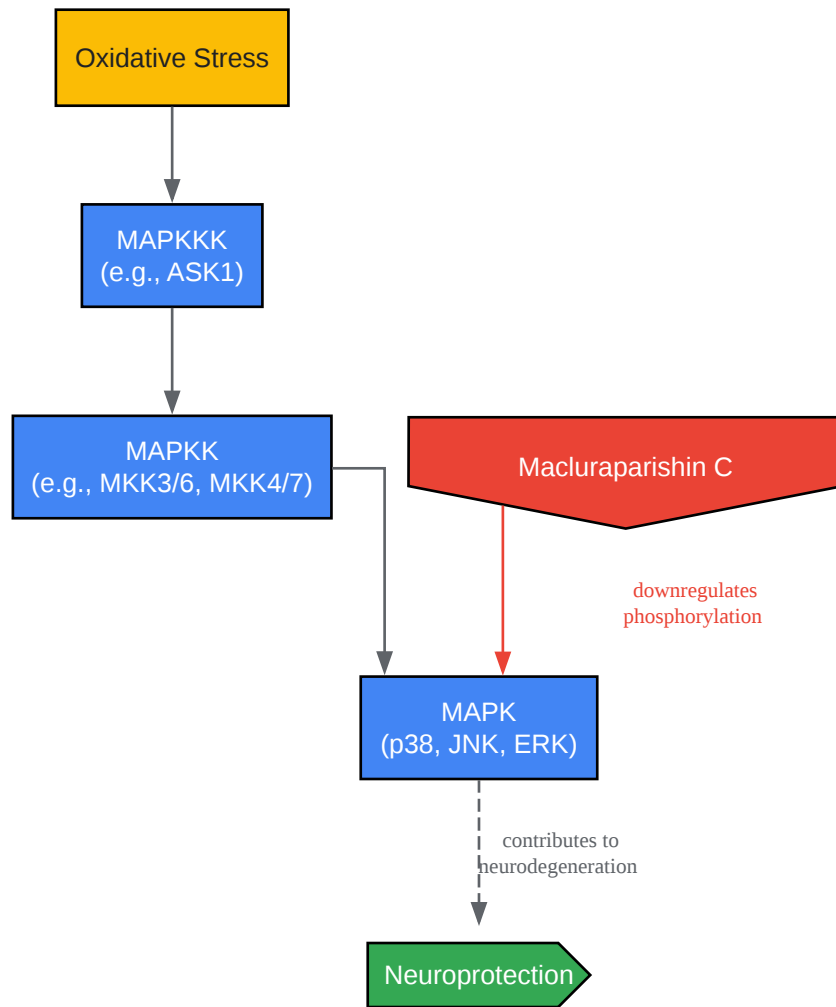 Oxidative Stress
MAPKKK
(e.g., ASK1)
MAPKK
(e.g., MKK3/6, MKK4/7)
Macluraparishin C
downregulates
phosphorylation
MAPK
(p38, JNK, ERK)
contributes to
neurodegeneration
Neuroprotection